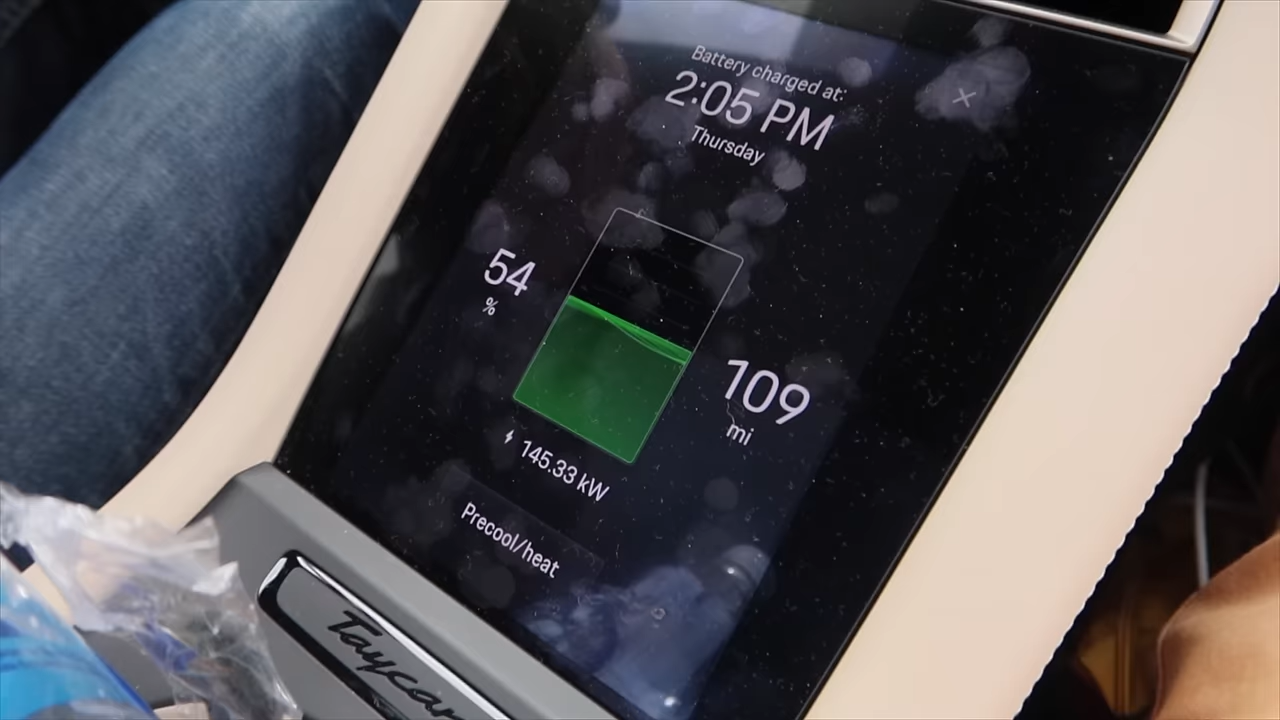 Battery charged at:
2:05 PM
Thursday
54
%
109
mi
145.33 kW
Precool/heat
Taycan